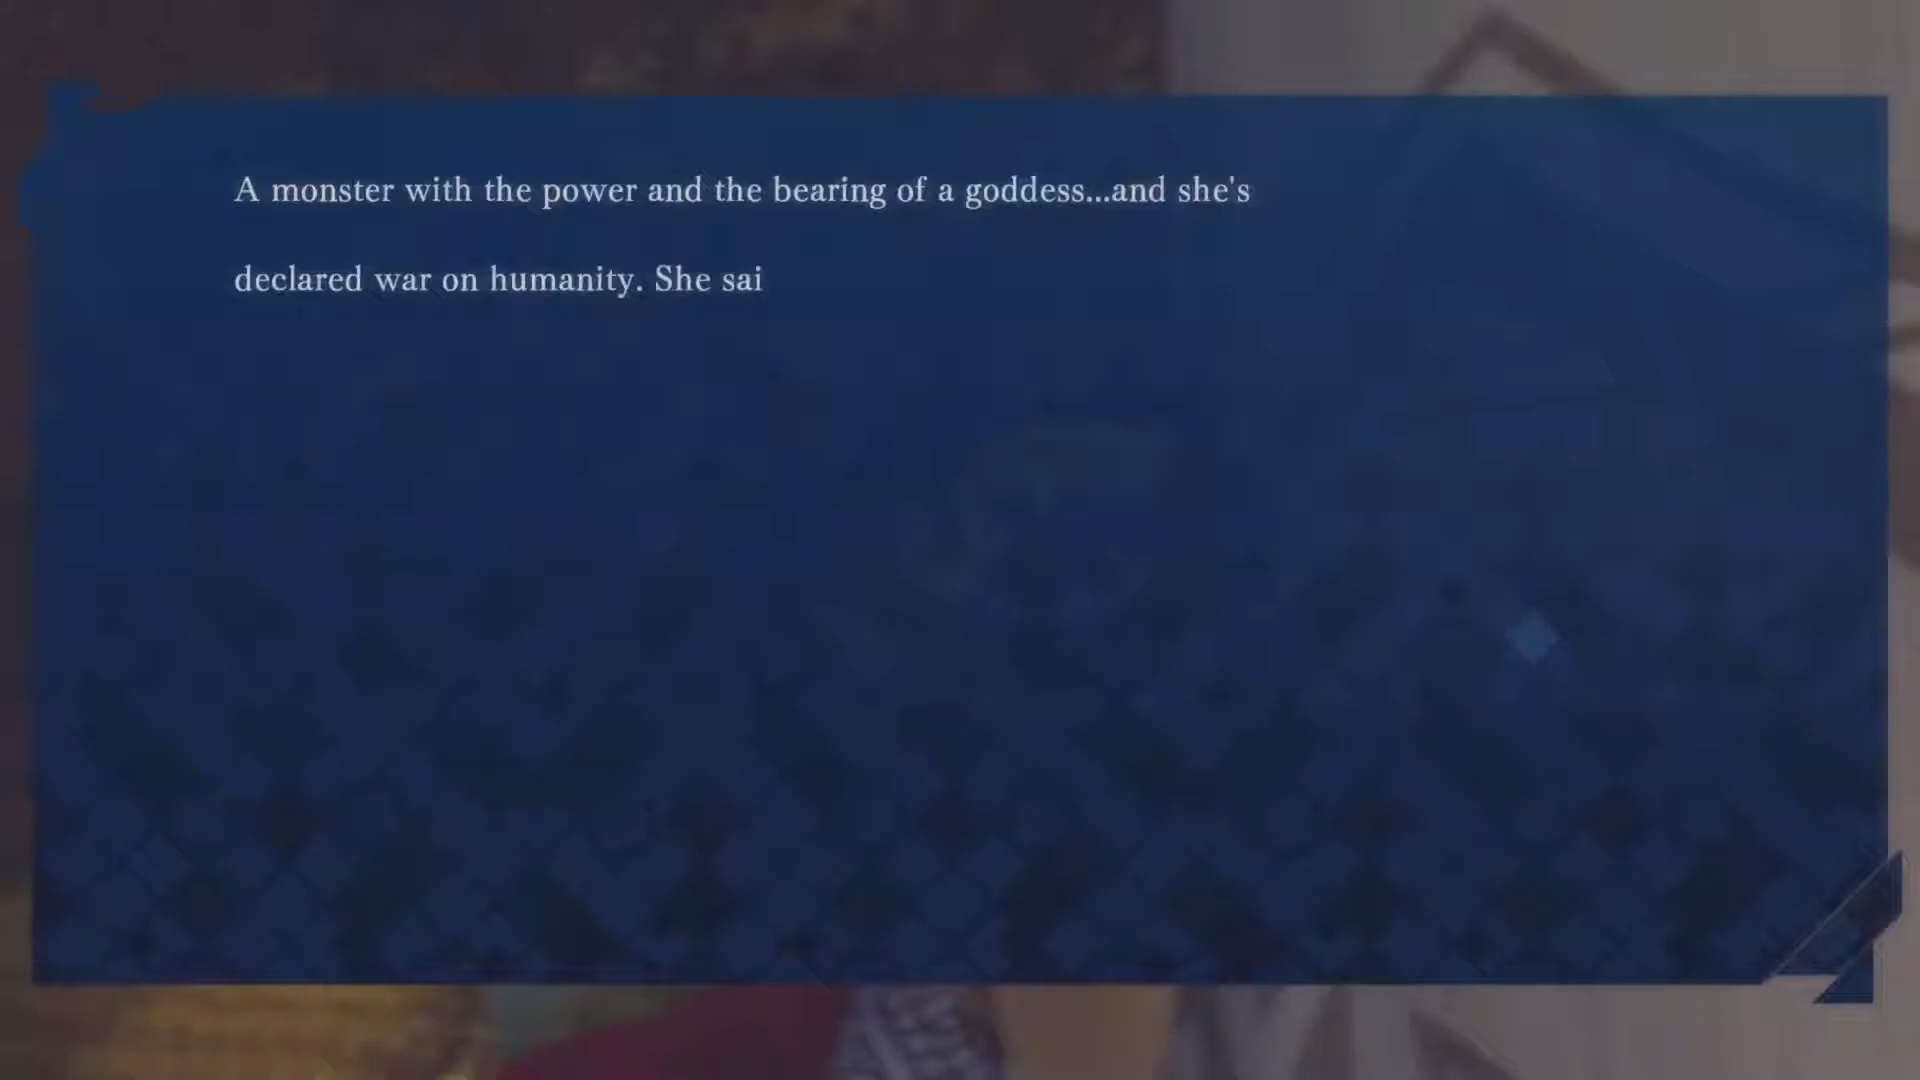 A monster with the power and the bearing of a goddess...and she's
declared war on humanity. She sai